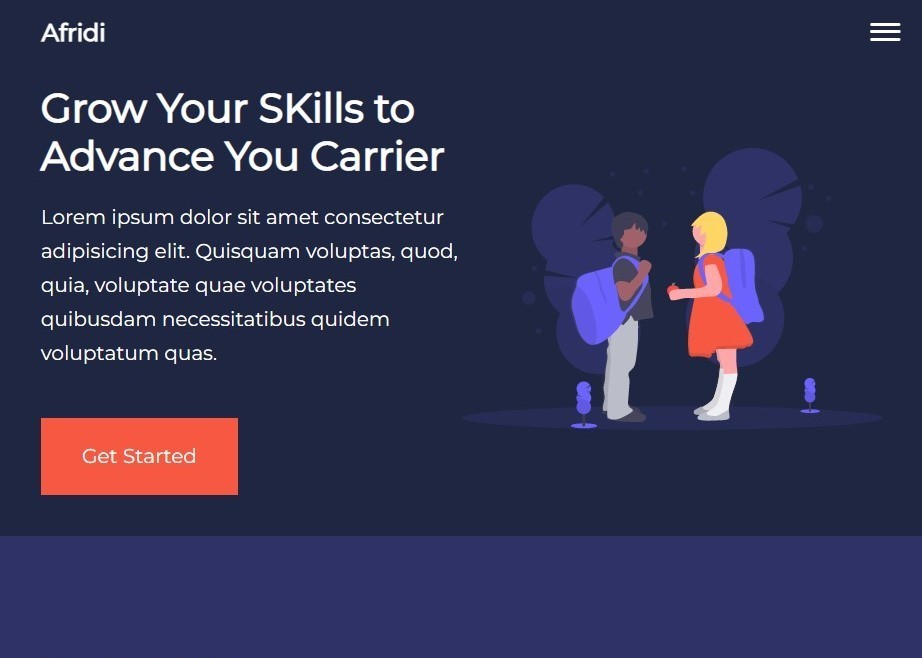 Afridi
Grow Your SKills to
Advance You Carrier
Lorem ipsum dolor sit amet consectetur
adipisicing elit. Quisquam voluptas, quod,
quia, voluptate quae voluptates
quibusdam necessitatibus quidem
voluptatum quas.
Get Started